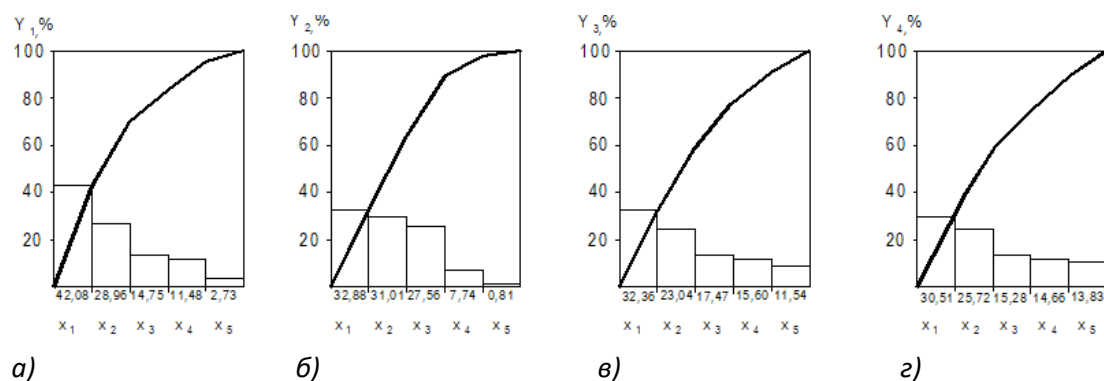 Y 1,%
100
80
60
40
20
42,08 28,96 14,75 11,48 2,73
x 1 x 2 x 3 x 4 x 5
а)
Y 2,%
100
80
60
40
20
32,88 31,01 27,56 7,74 0,81
x 1 x 2 x 3 x 4 x 5
б)
Y 3,%
100
80
60
40
20
32,36 23,04 17,47 15,60 11,54
x 1 x 2 x 3 x 4 x 5
в)
Y 4,%
100
80
60
40
20
30,51 25,72 15,28 14,66 13,83
x 1 x 2 x 3 x 4 x 5
г)